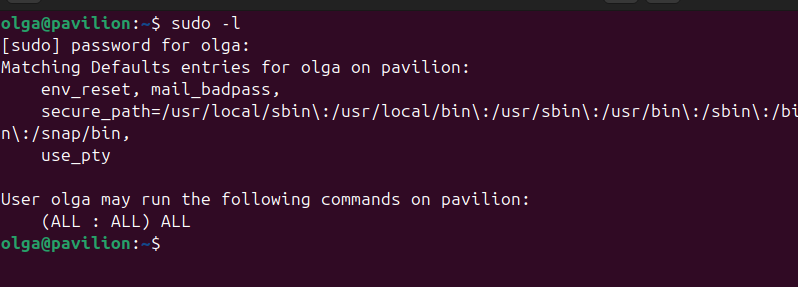 olga@pavilion:~$ sudo -l
[sudo] password for olga:
Matching Defaults entries for olga on pavilion:
    env_reset, mail_badpass,
    secure_path=/usr/local/sbin\:/usr/local/bin\:/usr/sbin\:/usr/bin\:/sbin\:/bi
n\:/snap/bin,
    use_pty

User olga may run the following commands on pavilion:
    (ALL : ALL) ALL
olga@pavilion:~$